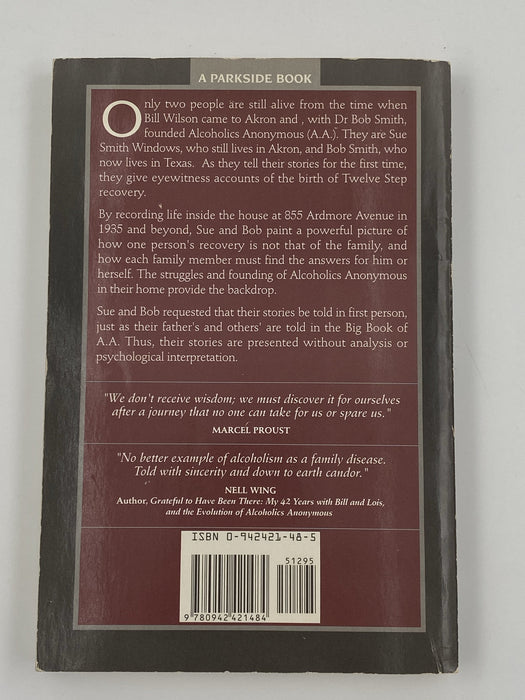 A PARKSIDE BOOK
Only two people are still alive from the time when
Bill Wilson came to Akron and , with Dr Bob Smith,
founded Alcoholics Anonymous (A.A.). They are Sue
Smith Windows, who still lives in Akron, and Bob Smith, who
now lives in Texas. As they tell their stories for the first time,
they give eyewitness accounts of the birth of Twelve Step
recovery.
By recording life inside the house at 855 Ardmore Avenue in
1935 and beyond, Sue and Bob paint a powerful picture of
how one person's recovery is not that of the family, and
how each family member must find the answers for him or
herself. The struggles and founding of Alcoholics Anonymous
in their home provide the backdrop.
Sue and Bob requested that their stories be told in first person,
just as their father's and others' are told in the Big Book of
A.A. Thus, their stories are presented without analysis or
psychological interpretation.
"We don't receive wisdom; we must discover it for ourselves
after a journey that no one can take for us or spare us."
MARCEL PROUST
"No better example of alcoholism as a family disease.
Told with sincerity and down to earth candor."
NELL WING
Author, Grateful to Have Been There: My 42 Years with Bill and Lois,
and the Evolution of Alcoholics Anonymous
ISBN 0-942421-48-5
51295
9 780942 421484